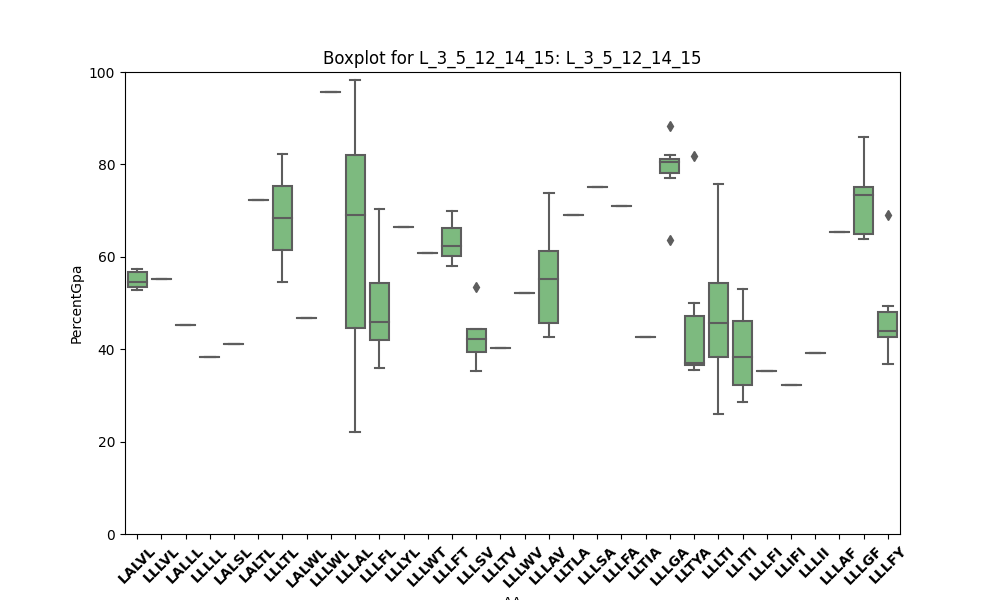 Boxplot for L_3_5_12_14_15: L_3_5_12_14_15
100
80
60
40
20
0
PercentGpa
LALVL LLLVL LALLL LLLLL LALSL LALTL LLLTL LALWL LLLWL LLLAL LLLFL LLLYL LLLWT LLLFT LLLSV LLLTV LLLWV LLLAV LLTLA LLLSA LLLFA LLTIA LLLGA LLTYA LLLTI LLITI LLLFI LLIFI LLLII LLLAF LLLGF LLLFY